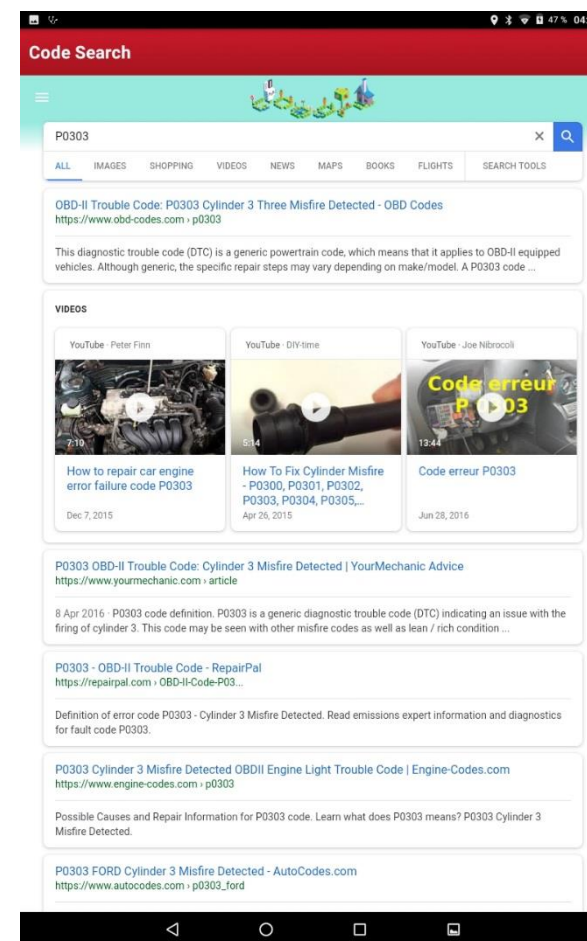 47 % 04:
Code Search
P0303
ALL IMAGES SHOPPING VIDEOS NEWS MAPS BOOKS FLIGHTS SEARCH TOOLS
OBD-II Trouble Code: P0303 Cylinder 3 Three Misfire Detected - OBD Codes
https://www.obd-codes.com › p0303
This diagnostic trouble code (DTC) is a generic powertrain code, which means that it applies to OBD-II equipped
vehicles. Although generic, the specific repair steps may vary depending on make/model. A P0303 code ...
VIDEOS
YouTube · Peter Finn
7:10
How to repair car engine
error failure code P0303
Dec 7, 2015
YouTube · DIY-time
5:14
How To Fix Cylinder Misfire
- P0300, P0301, P0302,
P0303, P0304, P0305,...
Apr 26, 2015
YouTube · Joe Nibrocoli
Code erreur
P 0303
13:44
Code erreur P0303
Jun 28, 2016
P0303 OBD-II Trouble Code: Cylinder 3 Misfire Detected | YourMechanic Advice
https://www.yourmechanic.com › article
8 Apr 2016 · P0303 code definition. P0303 is a generic diagnostic trouble code (DTC) indicating an issue with the
firing of cylinder 3. This code may be seen with other misfire codes as well as lean / rich condition ...
P0303 - OBD-II Trouble Code - RepairPal
https://repairpal.com › OBD-II-Code-P03...
Definition of error code P0303 - Cylinder 3 Misfire Detected. Read emissions expert information and diagnostics
for fault code P0303.
P0303 Cylinder 3 Misfire Detected OBDII Engine Light Trouble Code | Engine-Codes.com
https://www.engine-codes.com › p0303
Possible Causes and Repair Information for P0303 code. Learn what does P0303 means? P0303 Cylinder 3
Misfire Detected.
P0303 FORD Cylinder 3 Misfire Detected - AutoCodes.com
https://www.autocodes.com › p0303_ford